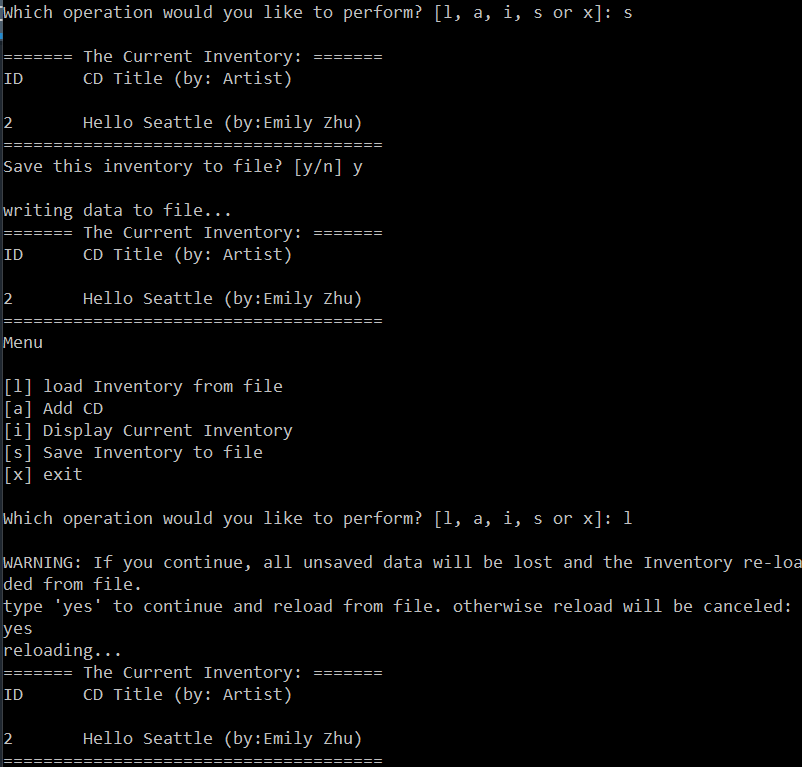 Which operation would you like to perform? [l, a, i, s or x]: s
======= The Current Inventory: =======
ID      CD Title (by: Artist)
2       Hello Seattle (by:Emily Zhu)
======================================
Save this inventory to file? [y/n] y
writing data to file...
======= The Current Inventory: =======
ID      CD Title (by: Artist)
2       Hello Seattle (by:Emily Zhu)
======================================
Menu
[l] load Inventory from file
[a] Add CD
[i] Display Current Inventory
[s] Save Inventory to file
[x] exit
Which operation would you like to perform? [l, a, i, s or x]: l
WARNING: If you continue, all unsaved data will be lost and the Inventory re-loa
ded from file.
type 'yes' to continue and reload from file. otherwise reload will be canceled:
yes
reloading...
======= The Current Inventory: =======
ID      CD Title (by: Artist)
2       Hello Seattle (by:Emily Zhu)
======================================